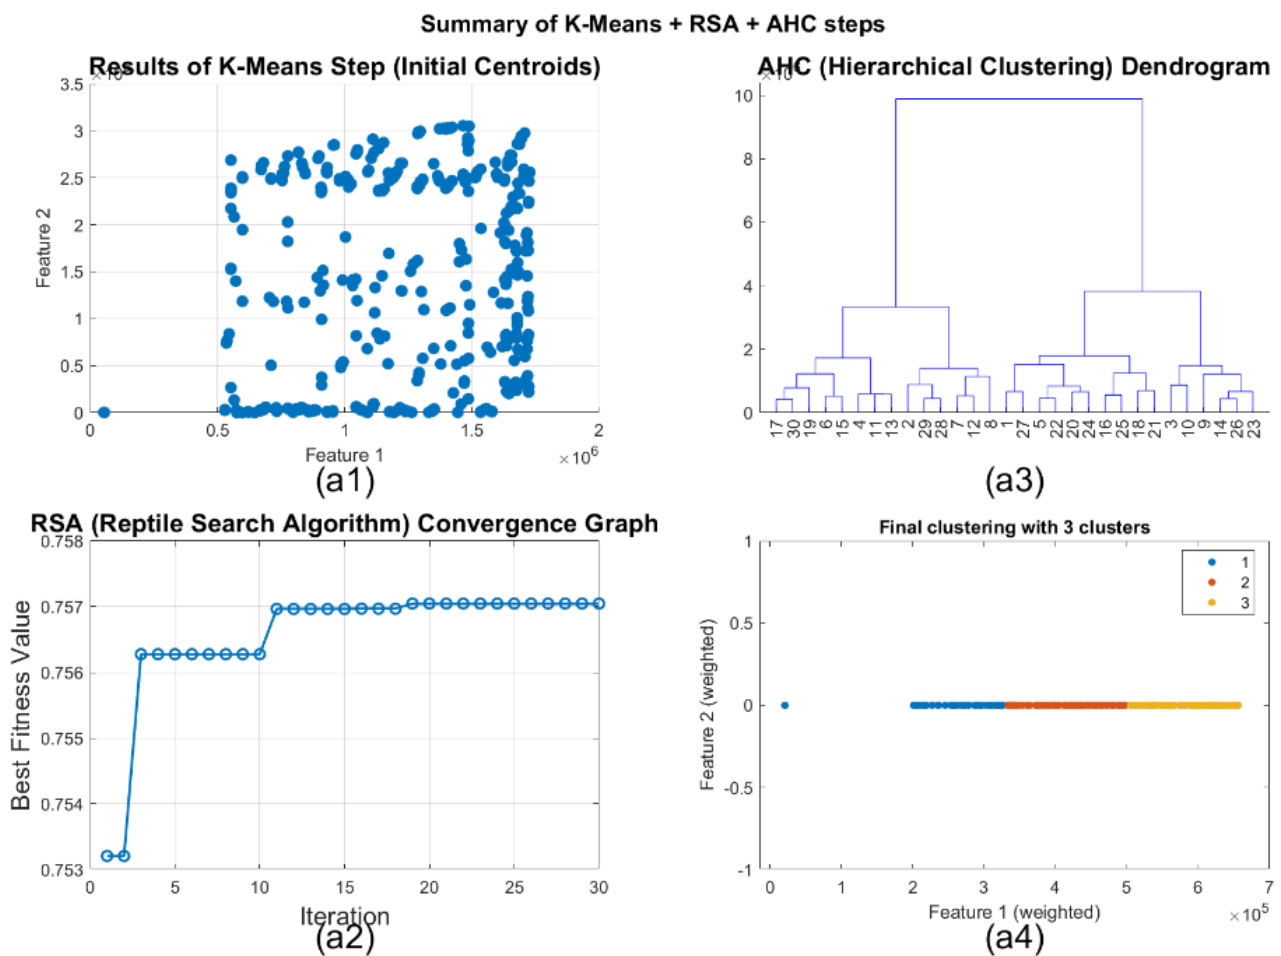 Summary of K-Means + RSA + AHC steps
Results of K-Means Step (Initial Centroids)
3.5
3
2.5
2
1.5
1
0.5
0
Feature 2
0 0.5 1 1.5 2
Feature 1
×10⁶
(a1)
AHC (Hierarchical Clustering) Dendrogram
10
8
6
4
2
0
17 30 19 6 15 4 11 13 2 29 28 7 12 8 1 27 5 22 20 24 16 25 18 21 3 10 9 14 26 23
(a3)
RSA (Reptile Search Algorithm) Convergence Graph
0.758
0.757
0.756
0.755
0.754
0.753
Best Fitness Value
0 5 10 15 20 25 30
Iteration
(a2)
Final clustering with 3 clusters
1
0.5
0
-0.5
-1
Feature 2 (weighted)
1
2
3
0 1 2 3 4 5 6 7
Feature 1 (weighted)
×10⁵
(a4)